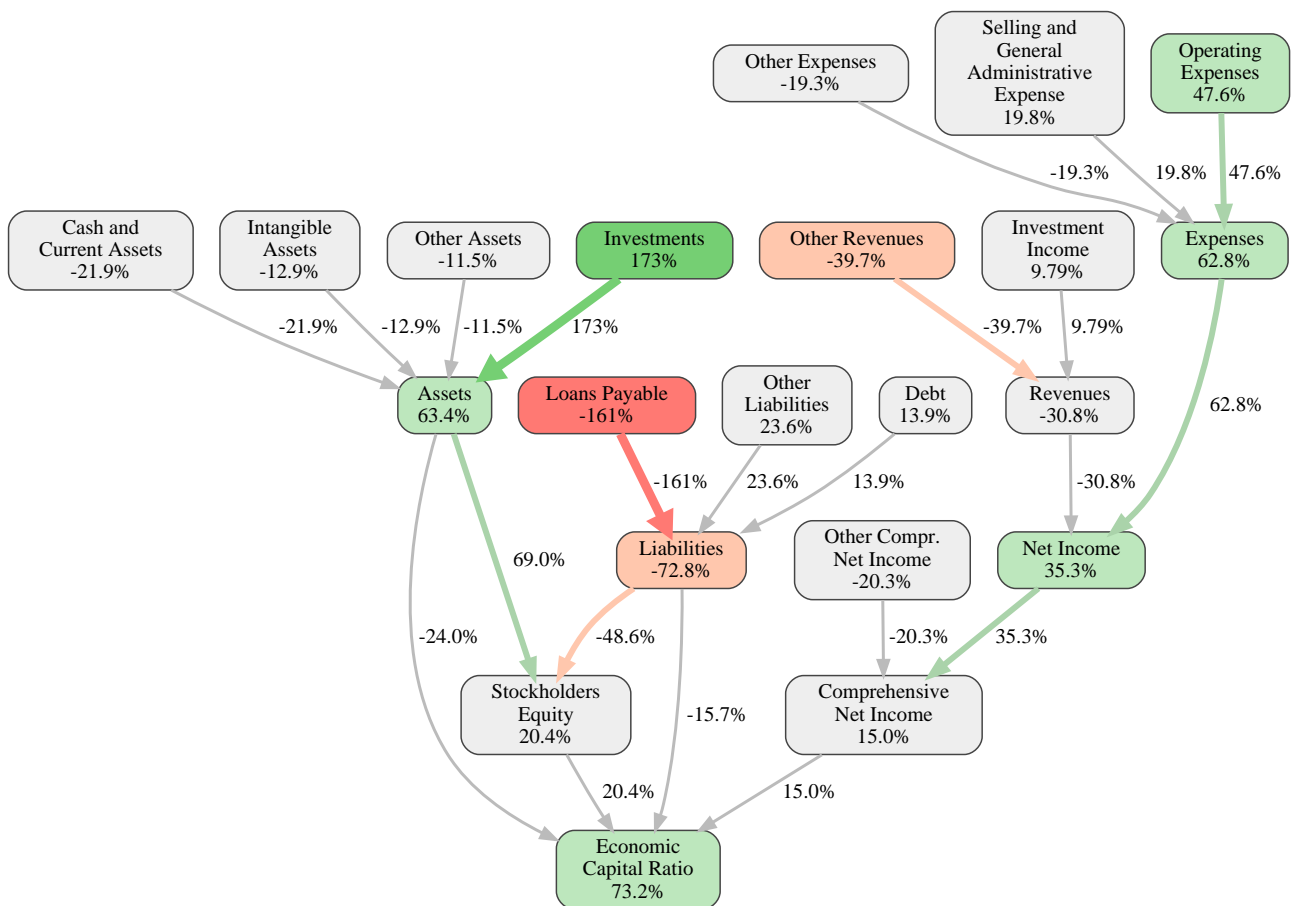 Selling and
General
Administrative
Expense
19.8%
Operating
Expenses
47.6%
Other Expenses
-19.3%
-19.3%
19.8%
47.6%
Cash and
Current Assets
-21.9%
Intangible
Assets
-12.9%
Other Assets
-11.5%
Investments
173%
Other Revenues
-39.7%
Investment
Income
9.79%
Expenses
62.8%
-21.9%
-12.9%
-11.5%
173%
-39.7%
9.79%
Assets
63.4%
Loans Payable
-161%
Other
Liabilities
23.6%
Debt
13.9%
Revenues
-30.8%
62.8%
-161%
23.6%
13.9%
-30.8%
69.0%
Liabilities
-72.8%
Other Compr.
Net Income
-20.3%
Net Income
35.3%
-24.0%
-48.6%
-20.3%
35.3%
Stockholders
Equity
20.4%
-15.7%
Comprehensive
Net Income
15.0%
20.4%
15.0%
Economic
Capital Ratio
73.2%